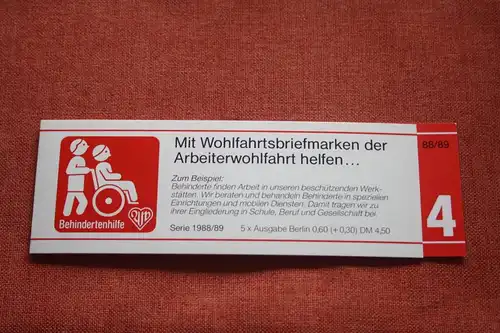 Mit Wohlfahrtsbriefmarken der
Arbeiterwohlfahrt helfen...
88/89
Zum Beispiel:
Behinderte finden Arbeit in unseren beschützenden Werk-
stätten. Wir beraten und behandeln Behinderte in speziellen
Einrichtungen und mobilen Diensten. Damit tragen wir zu
ihrer Eingliederung in Schule, Beruf und Gesellschaft bei.
Behindertenhilfe
Serie 1988/89 5 x Ausgabe Berlin 0,60 (+ 0,30) DM 4,50
4